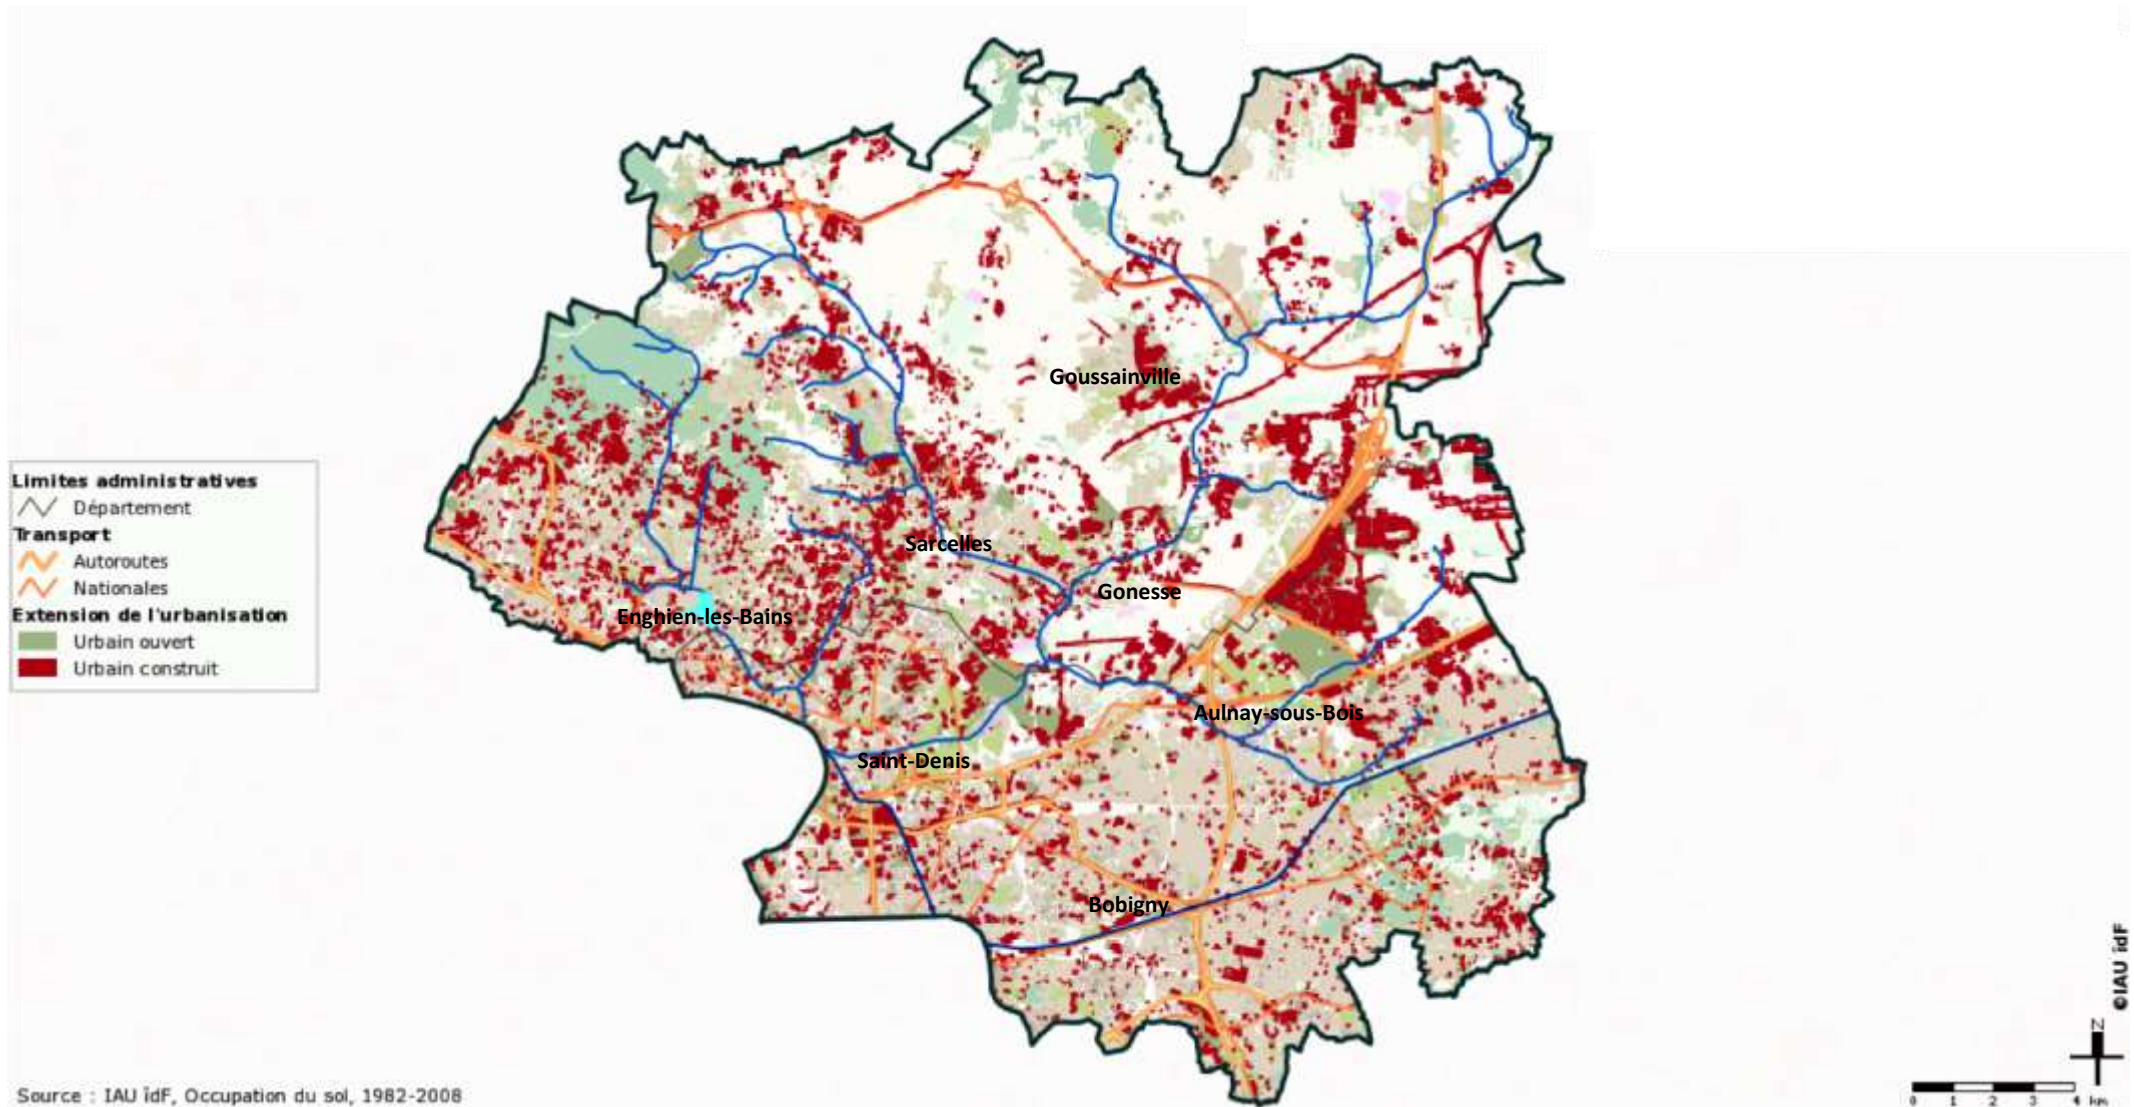 Goussainville
Sarcelles
Gonesse
Enghien-les-Bains
Aulnay-sous-Bois
Saint-Denis
Bobigny
Limites administratives
Département
Transport
Autoroutes
Nationales
Extension de l'urbanisation
Urbain ouvert
Urbain construit
©IAU îdF
N
0 1 2 3 4 km
Source : IAU îdF, Occupation du sol, 1982-2008